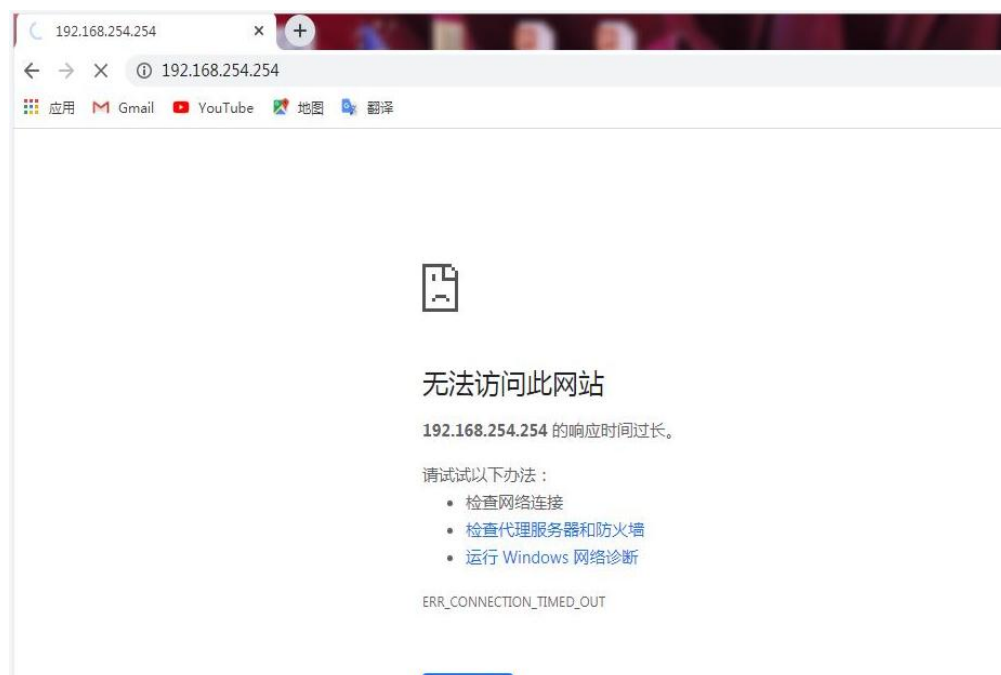 192.168.254.254
192.168.254.254
应用 Gmail YouTube 地图 翻译
无法访问此网站
192.168.254.254 的响应时间过长。
请试试以下办法：
检查网络连接
检查代理服务器和防火墙
运行 Windows 网络诊断
ERR_CONNECTION_TIMED_OUT